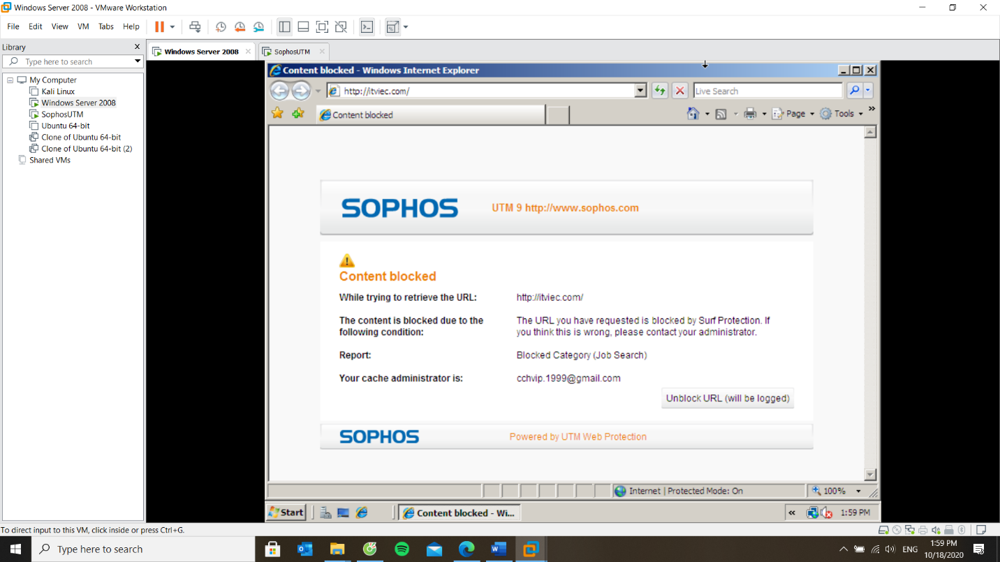 Windows Server 2008 - VMware Workstation
File Edit View VM Tabs Help
Library
Type here to search
My Computer
Kali Linux
Windows Server 2008
SophosUTM
Ubuntu 64-bit
Clone of Ubuntu 64-bit
Clone of Ubuntu 64-bit (2)
Shared VMs
Windows Server 2008
SophosUTM
Content blocked - Windows Internet Explorer
http://itviec.com/
Live Search
Content blocked
Page Tools
SOPHOS
UTM 9 http://www.sophos.com
Content blocked
While trying to retrieve the URL: http://itviec.com/
The content is blocked due to the
following condition:
The URL you have requested is blocked by Surf Protection. If
you think this is wrong, please contact your administrator.
Report: Blocked Category (Job Search)
Your cache administrator is: cchvip.1999@gmail.com
Unblock URL (will be logged)
SOPHOS
Powered by UTM Web Protection
Internet | Protected Mode: On
100%
Start
Content blocked - Wi...
1:59 PM
To direct input to this VM, click inside or press Ctrl+G.
Type here to search
ENG
1:59 PM
10/18/2020